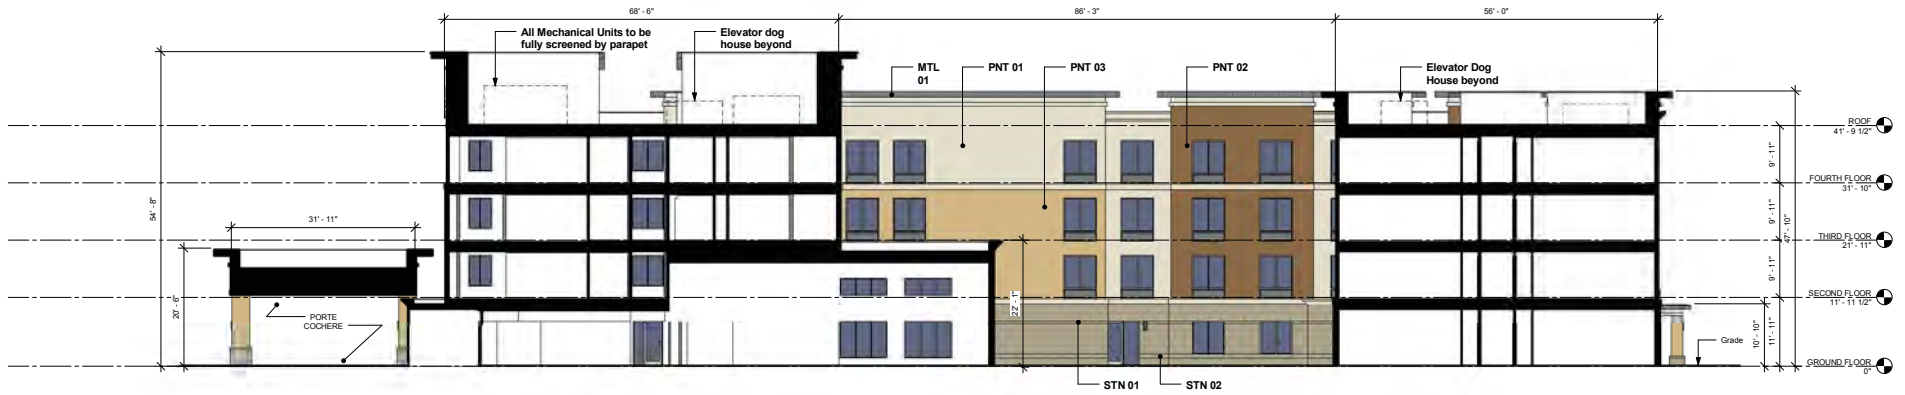 68' - 6"
86' - 3"
56' - 0"
All Mechanical Units to be
fully screened by parapet
Elevator dog
house beyond
MTL
01
PNT 01
PNT 03
PNT 02
Elevator Dog
House beyond
ROOF
41' - 9 1/2"
9' - 11"
FOURTH FLOOR
31' - 10"
54' - 8"
31' - 11"
9' - 11"
47' - 10"
THIRD FLOOR
21' - 11"
9' - 11"
SECOND FLOOR
11' - 11 1/2"
20' - 6"
22' - 1"
PORTE
COCHERE
10' - 10"
11' - 11"
Grade
GROUND FLOOR
0"
STN 01
STN 02